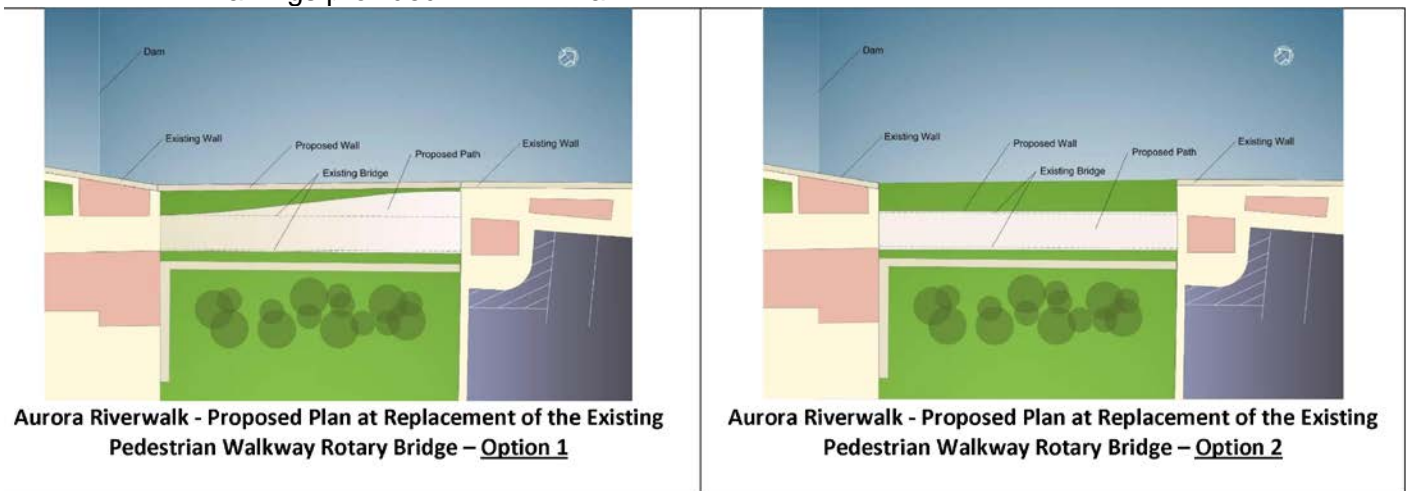 Dam
Existing Wall
Proposed Wall
Proposed Path
Existing Wall
Existing Bridge
Aurora Riverwalk - Proposed Plan at Replacement of the Existing
Pedestrian Walkway Rotary Bridge – Option 1
Dam
Existing Wall
Proposed Wall
Proposed Path
Existing Wall
Existing Bridge
Aurora Riverwalk - Proposed Plan at Replacement of the Existing
Pedestrian Walkway Rotary Bridge – Option 2